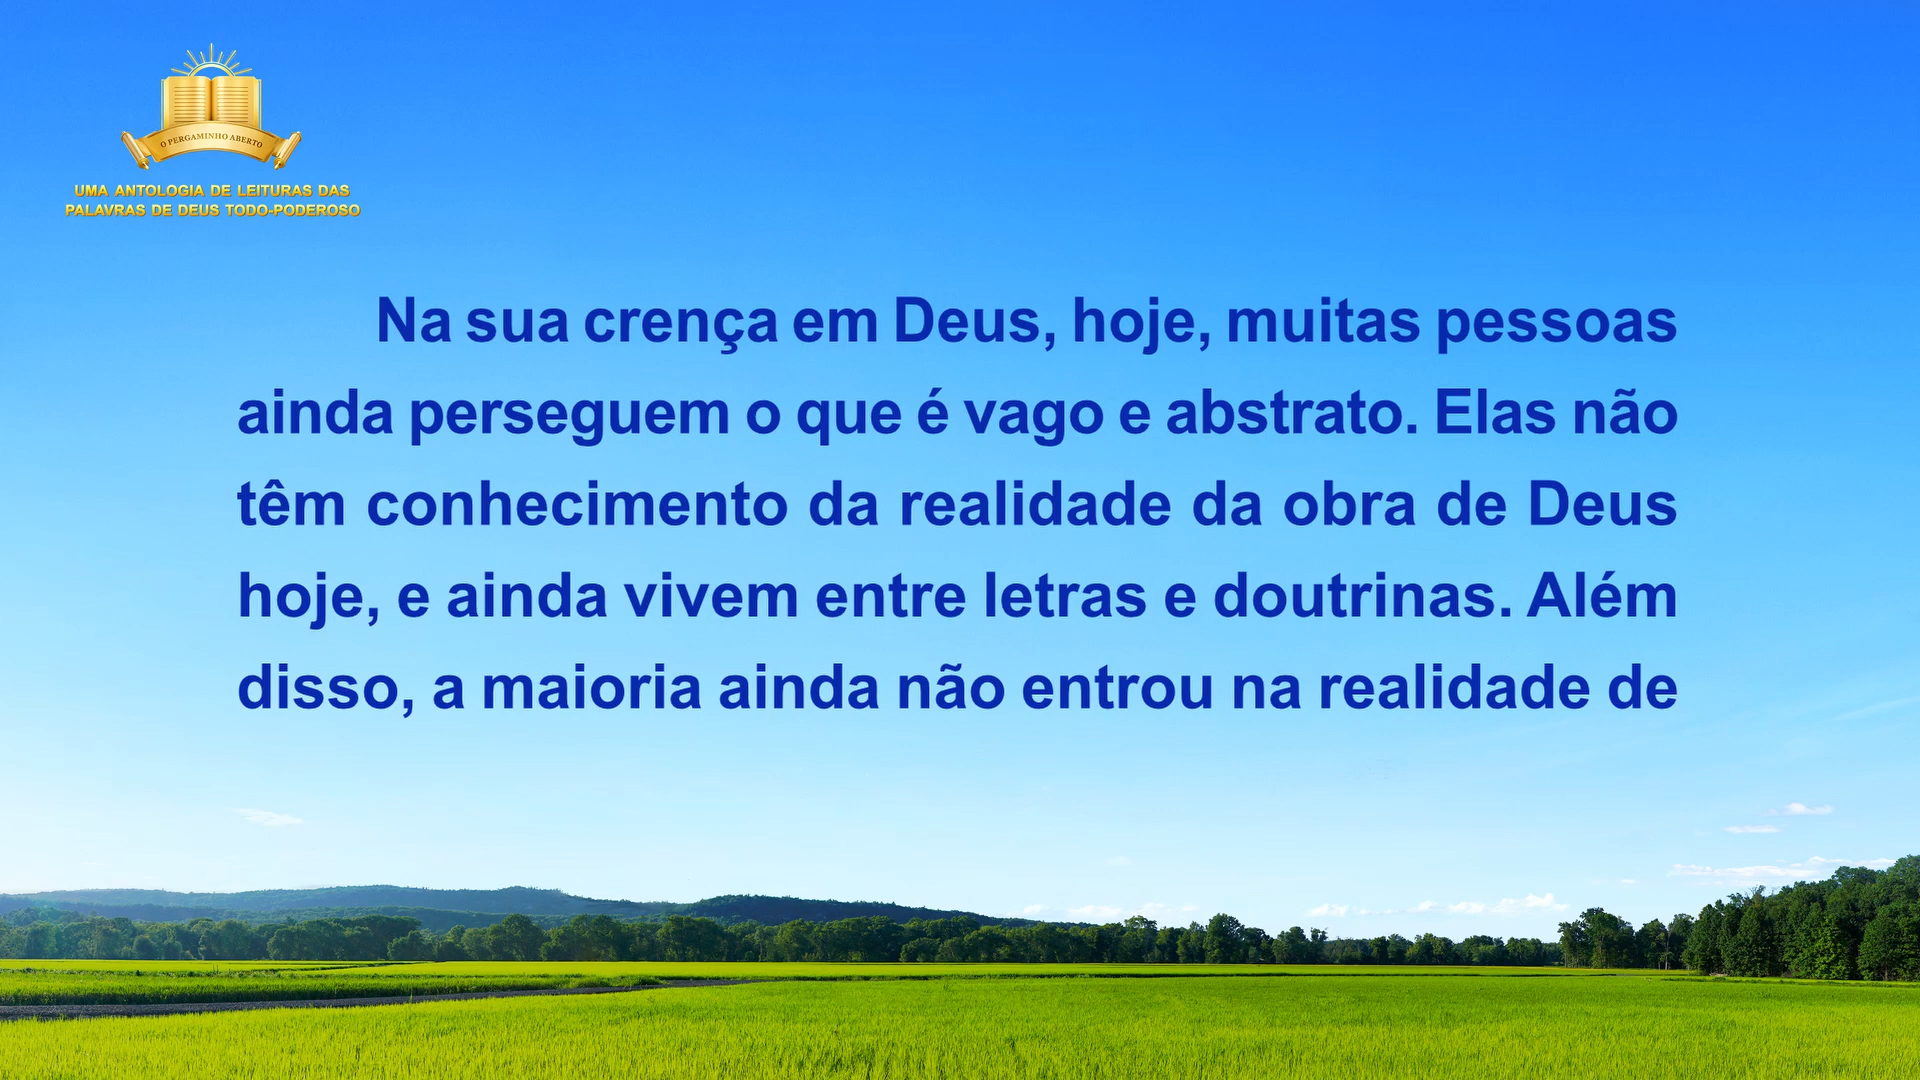 O PERGAMINHO ABERTO
UMA ANTOLOGIA DE LEITURAS DAS
PALAVRAS DE DEUS TODO-PODEROSO
Na sua crença em Deus, hoje, muitas pessoas
ainda perseguem o que é vago e abstrato. Elas não
têm conhecimento da realidade da obra de Deus
hoje, e ainda vivem entre letras e doutrinas. Além
disso, a maioria ainda não entrou na realidade de